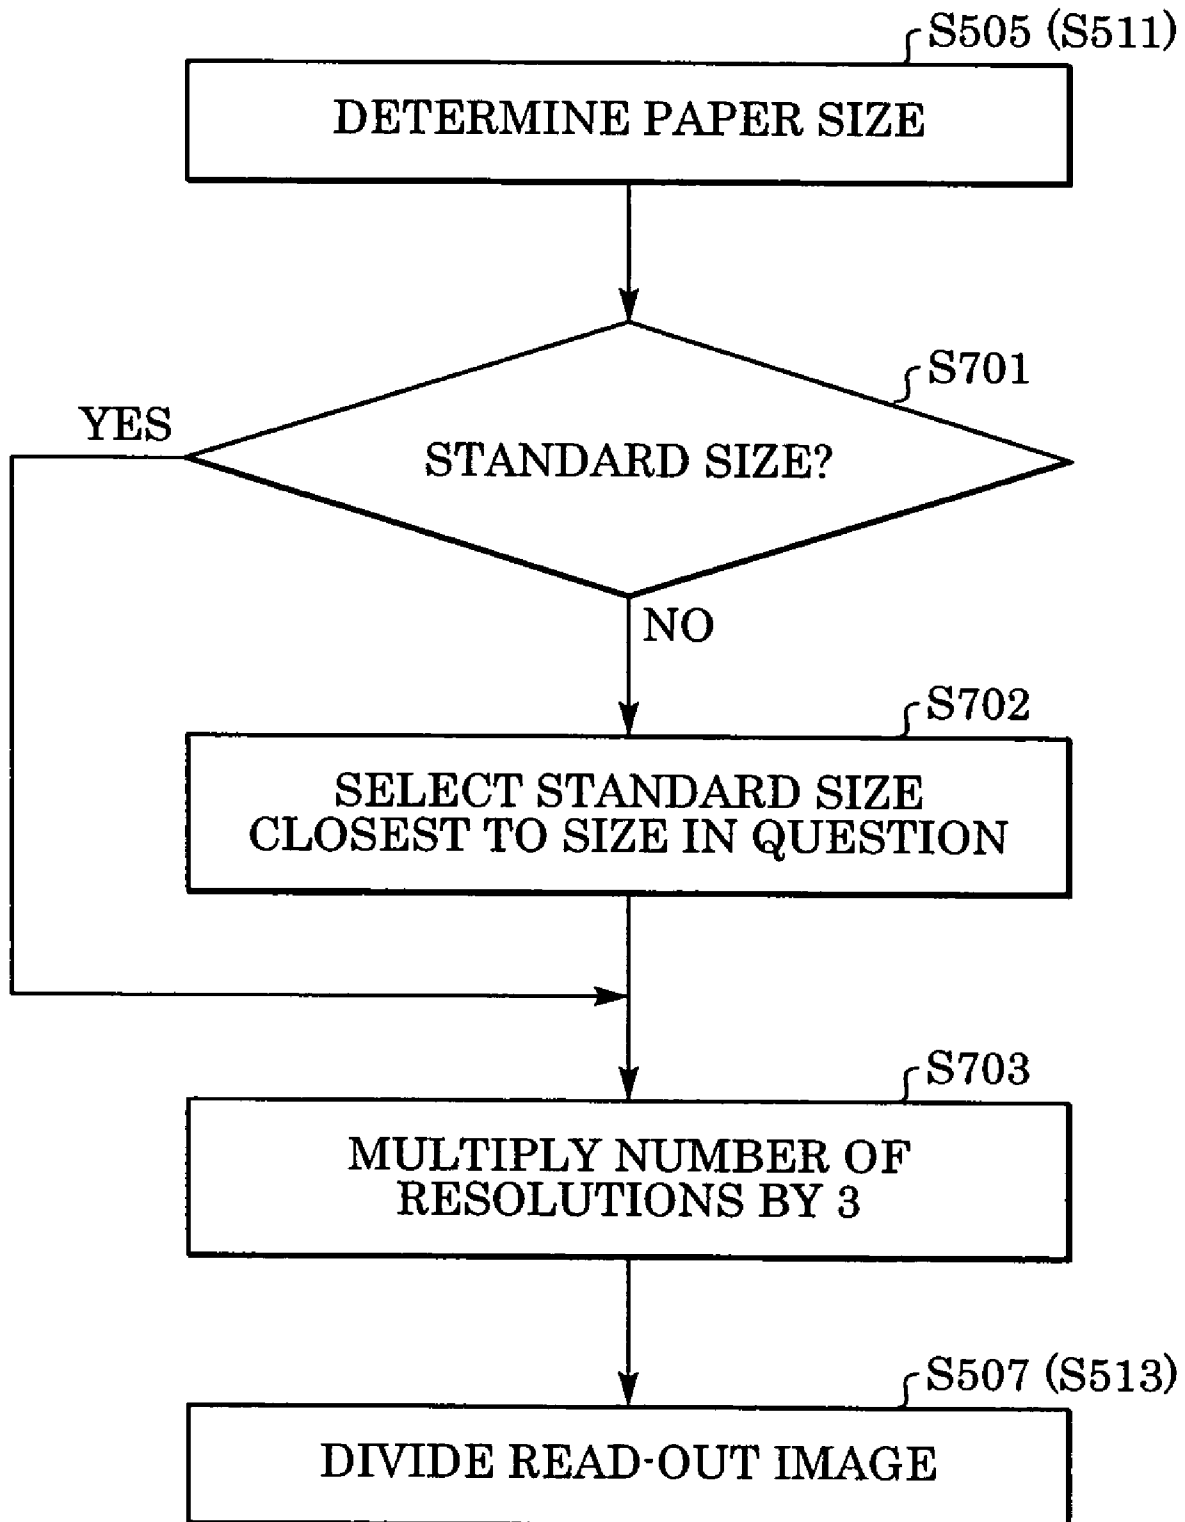 S505 (S511)
DETERMINE PAPER SIZE
S701
YES
STANDARD SIZE?
NO
S702
SELECT STANDARD SIZE
CLOSEST TO SIZE IN QUESTION
S703
MULTIPLY NUMBER OF
RESOLUTIONS BY 3
S507 (S513)
DIVIDE READ-OUT IMAGE